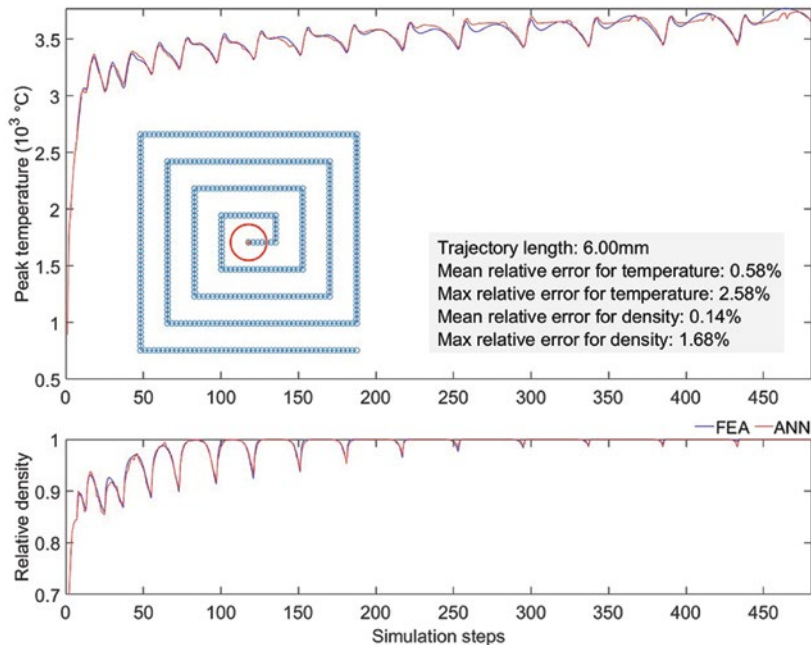 3.5
3
2.5
2
1.5
1
0.5
Peak temperature (10³ °C)
Trajectory length: 6.00mm
Mean relative error for temperature: 0.58%
Max relative error for temperature: 2.58%
Mean relative error for density: 0.14%
Max relative error for density: 1.68%
0 50 100 150 200 250 300 350 400 450
FEA ANN
1
0.9
0.8
0.7
Relative density
0 50 100 150 200 250 300 350 400 450
Simulation steps